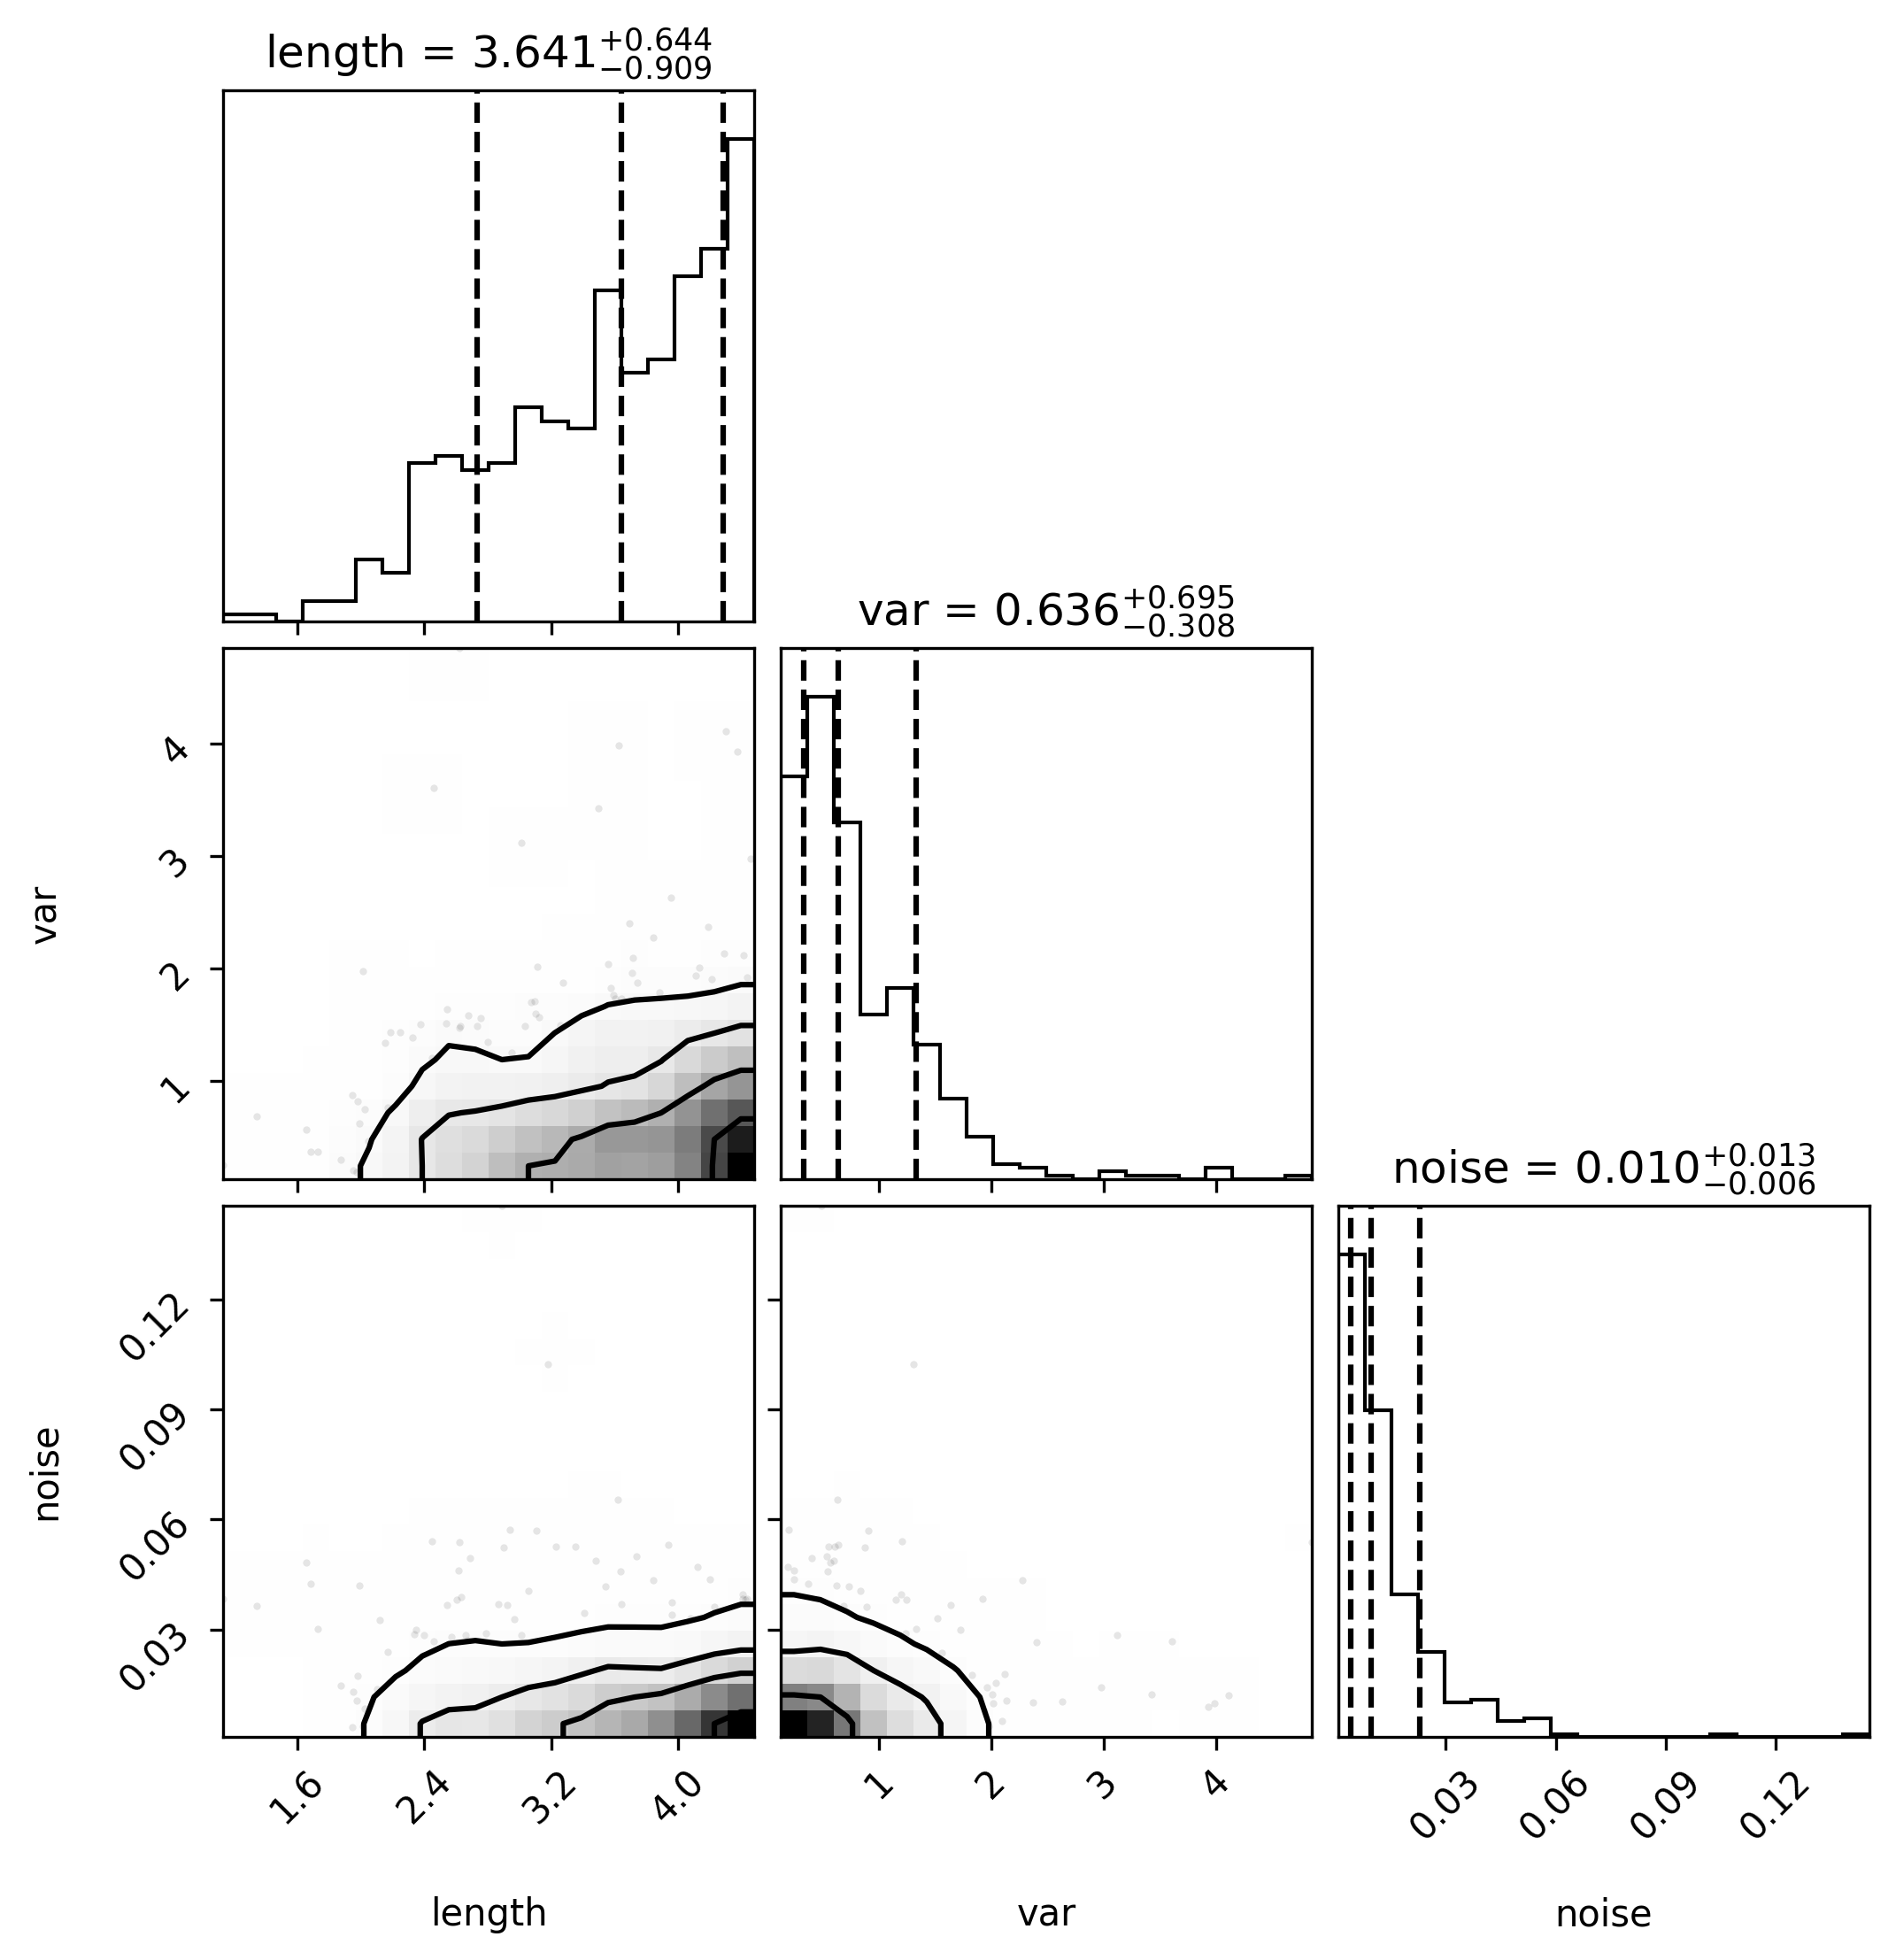 length = 3.641+0.644−0.909
var = 0.636+0.695−0.308
4
3
2
1
var
noise = 0.010+0.013−0.006
0.12
0.09
0.06
0.03
noise
1.6 2.4 3.2 4.0 1 2 3 4 0.03 0.06 0.09 0.12
length var noise